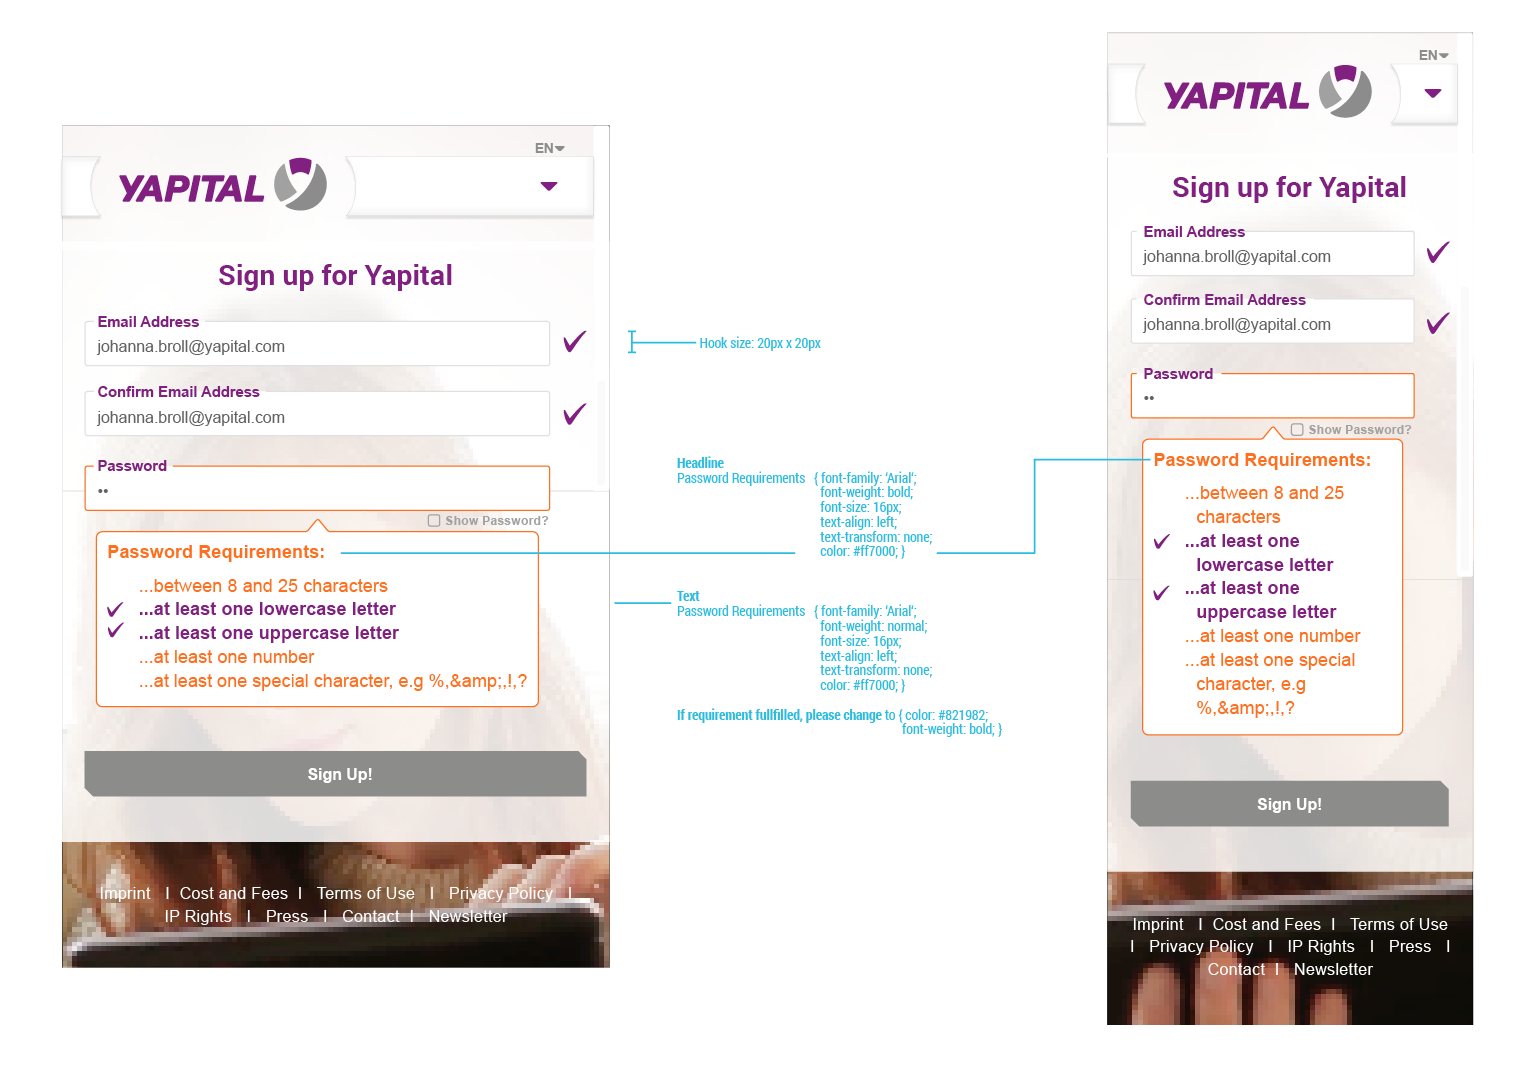 EN
YAPITAL
Sign up for Yapital
Email Address
johanna.broll@yapital.com
Confirm Email Address
johanna.broll@yapital.com
Password
••
Show Password?
Password Requirements:
...between 8 and 25 characters
...at least one lowercase letter
...at least one uppercase letter
...at least one number
...at least one special character, e.g %,&amp;,!,?
Sign Up!
Imprint I Cost and Fees I Terms of Use I Privacy Policy I
IP Rights I Press I Contact I Newsletter
Hook size: 20px x 20px
Headline
Password Requirements { font-family: ‘Arial‘;
font-weight: bold;
font-size: 16px;
text-align: left;
text-transform: none;
color: #ff7000; }
Text
Password Requirements { font-family: ‘Arial‘;
font-weight: normal;
font-size: 16px;
text-align: left;
text-transform: none;
color: #ff7000; }
If requirement fullfilled, please change to { color: #821982;
font-weight: bold; }
EN
YAPITAL
Sign up for Yapital
Email Address
johanna.broll@yapital.com
Confirm Email Address
johanna.broll@yapital.com
Password
••
Show Password?
Password Requirements:
...between 8 and 25
characters
...at least one
lowercase letter
...at least one
uppercase letter
...at least one number
...at least one special
character, e.g
%,&amp;,!,?
Sign Up!
Imprint I Cost and Fees I Terms of Use
I Privacy Policy I IP Rights I Press I
Contact I Newsletter